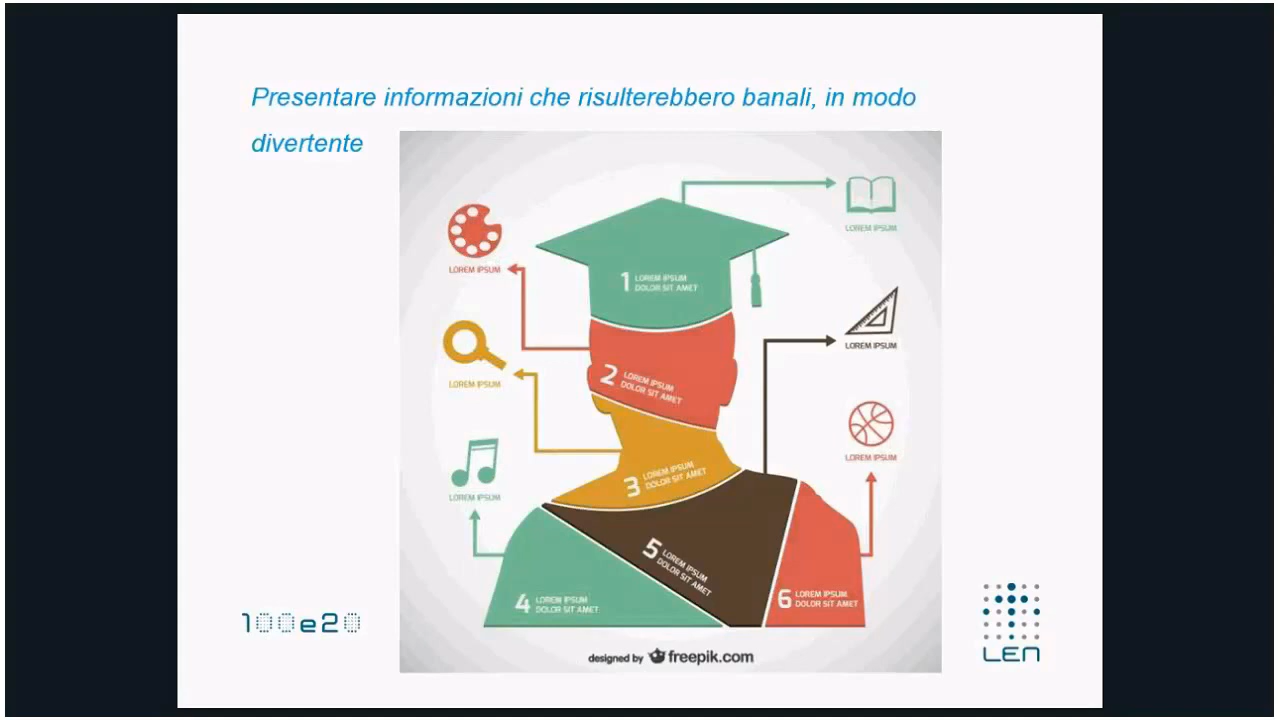 Presentare informazioni che risulterebbero banali, in modo
divertente
LOREM IPSUM
LOREM IPSUM
1 LOREM IPSUM
DOLOR SIT AMET
LOREM IPSUM
2 LOREM IPSUM
DOLOR SIT AMET
LOREM IPSUM
LOREM IPSUM
3 LOREM IPSUM
DOLOR SIT AMET
LOREM IPSUM
5 LOREM IPSUM
DOLOR SIT AMET
4 LOREM IPSUM
DOLOR SIT AMET
6 LOREM IPSUM
DOLOR SIT AMET
100e20
LEN
designed by freepik.com